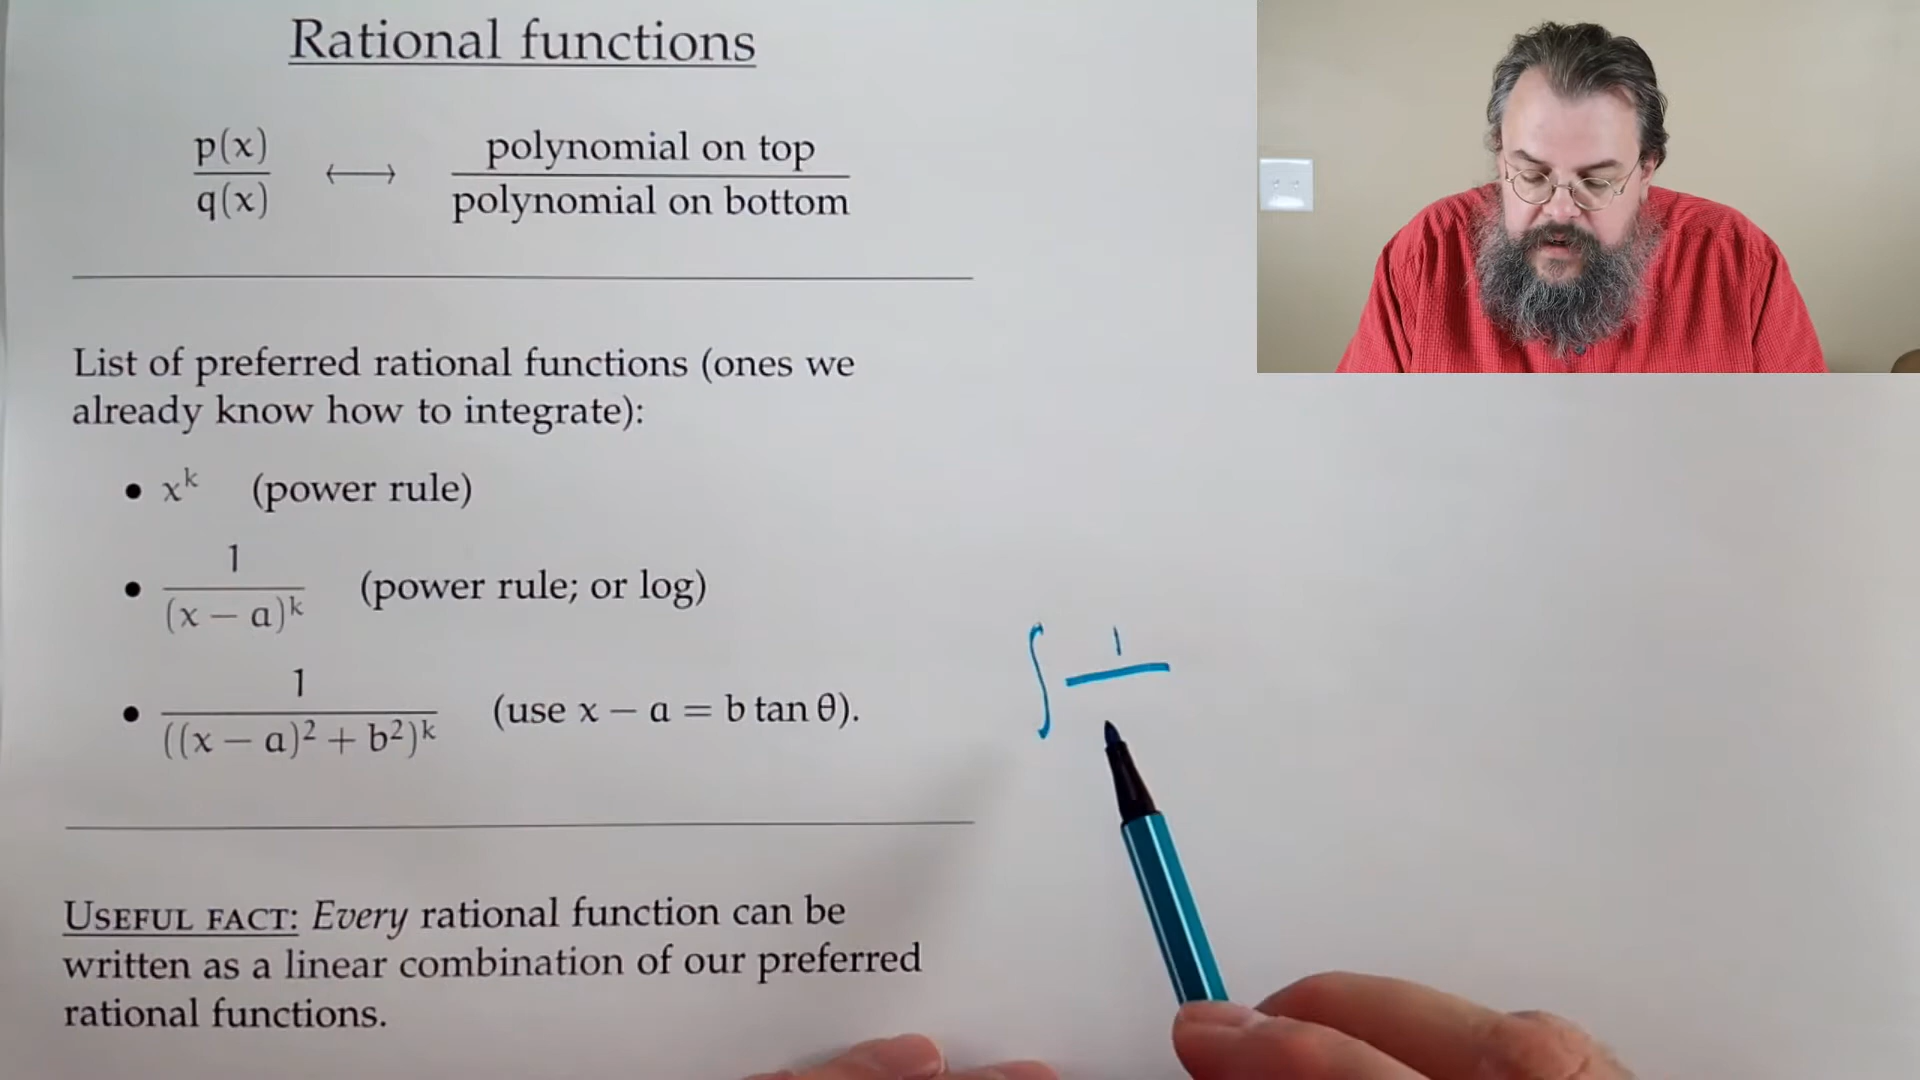 Rational functions
p(x)/q(x) ⟷ polynomial on top/polynomial on bottom
List of preferred rational functions (ones we
already know how to integrate):
• x^k (power rule)
• 1/(x − a)^k (power rule; or log)
• 1/((x − a)² + b²)^k (use x − a = b tan θ).
∫ 1/
USEFUL FACT: Every rational function can be
written as a linear combination of our preferred
rational functions.